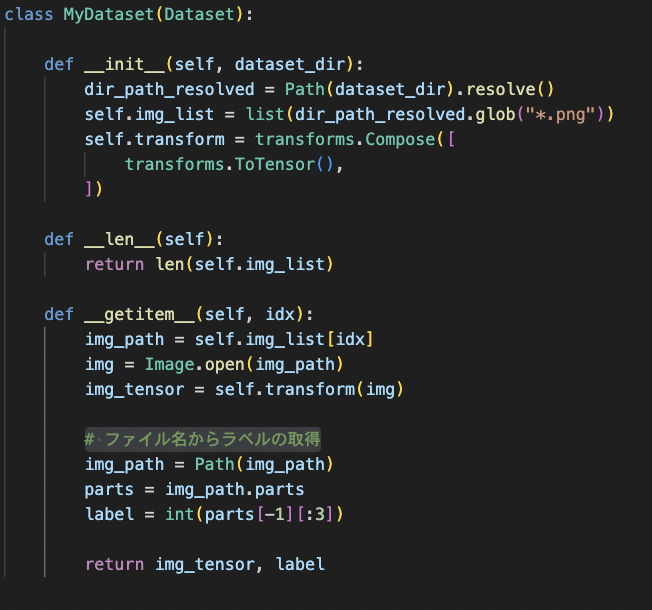 class MyDataset(Dataset):
def __init__(self, dataset_dir):
dir_path_resolved = Path(dataset_dir).resolve()
self.img_list = list(dir_path_resolved.glob("*.png"))
self.transform = transforms.Compose([
transforms.ToTensor(),
])
def __len__(self):
return len(self.img_list)
def __getitem__(self, idx):
img_path = self.img_list[idx]
img = Image.open(img_path)
img_tensor = self.transform(img)
# ファイル名からラベルの取得
img_path = Path(img_path)
parts = img_path.parts
label = int(parts[-1][:3])
return img_tensor, label